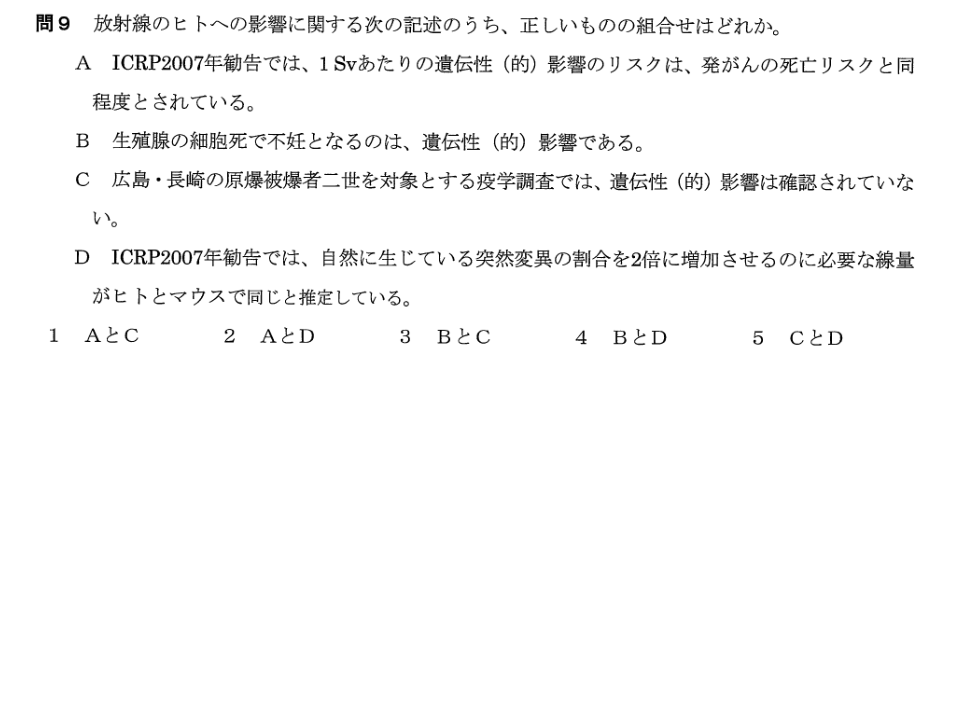 問9 放射線のヒトへの影響に関する次の記述のうち、正しいものの組合せはどれか。
A ICRP2007年勧告では、1 Svあたりの遺伝性（的）影響のリスクは、発がんの死亡リスクと同
程度とされている。
B 生殖腺の細胞死で不妊となるのは、遺伝性（的）影響である。
C 広島・長崎の原爆被爆者二世を対象とする疫学調査では、遺伝性（的）影響は確認されていな
い。
D ICRP2007年勧告では、自然に生じている突然変異の割合を2倍に増加させるのに必要な線量
がヒトとマウスで同じと推定している。
1 AとC 2 AとD 3 BとC 4 BとD 5 CとD